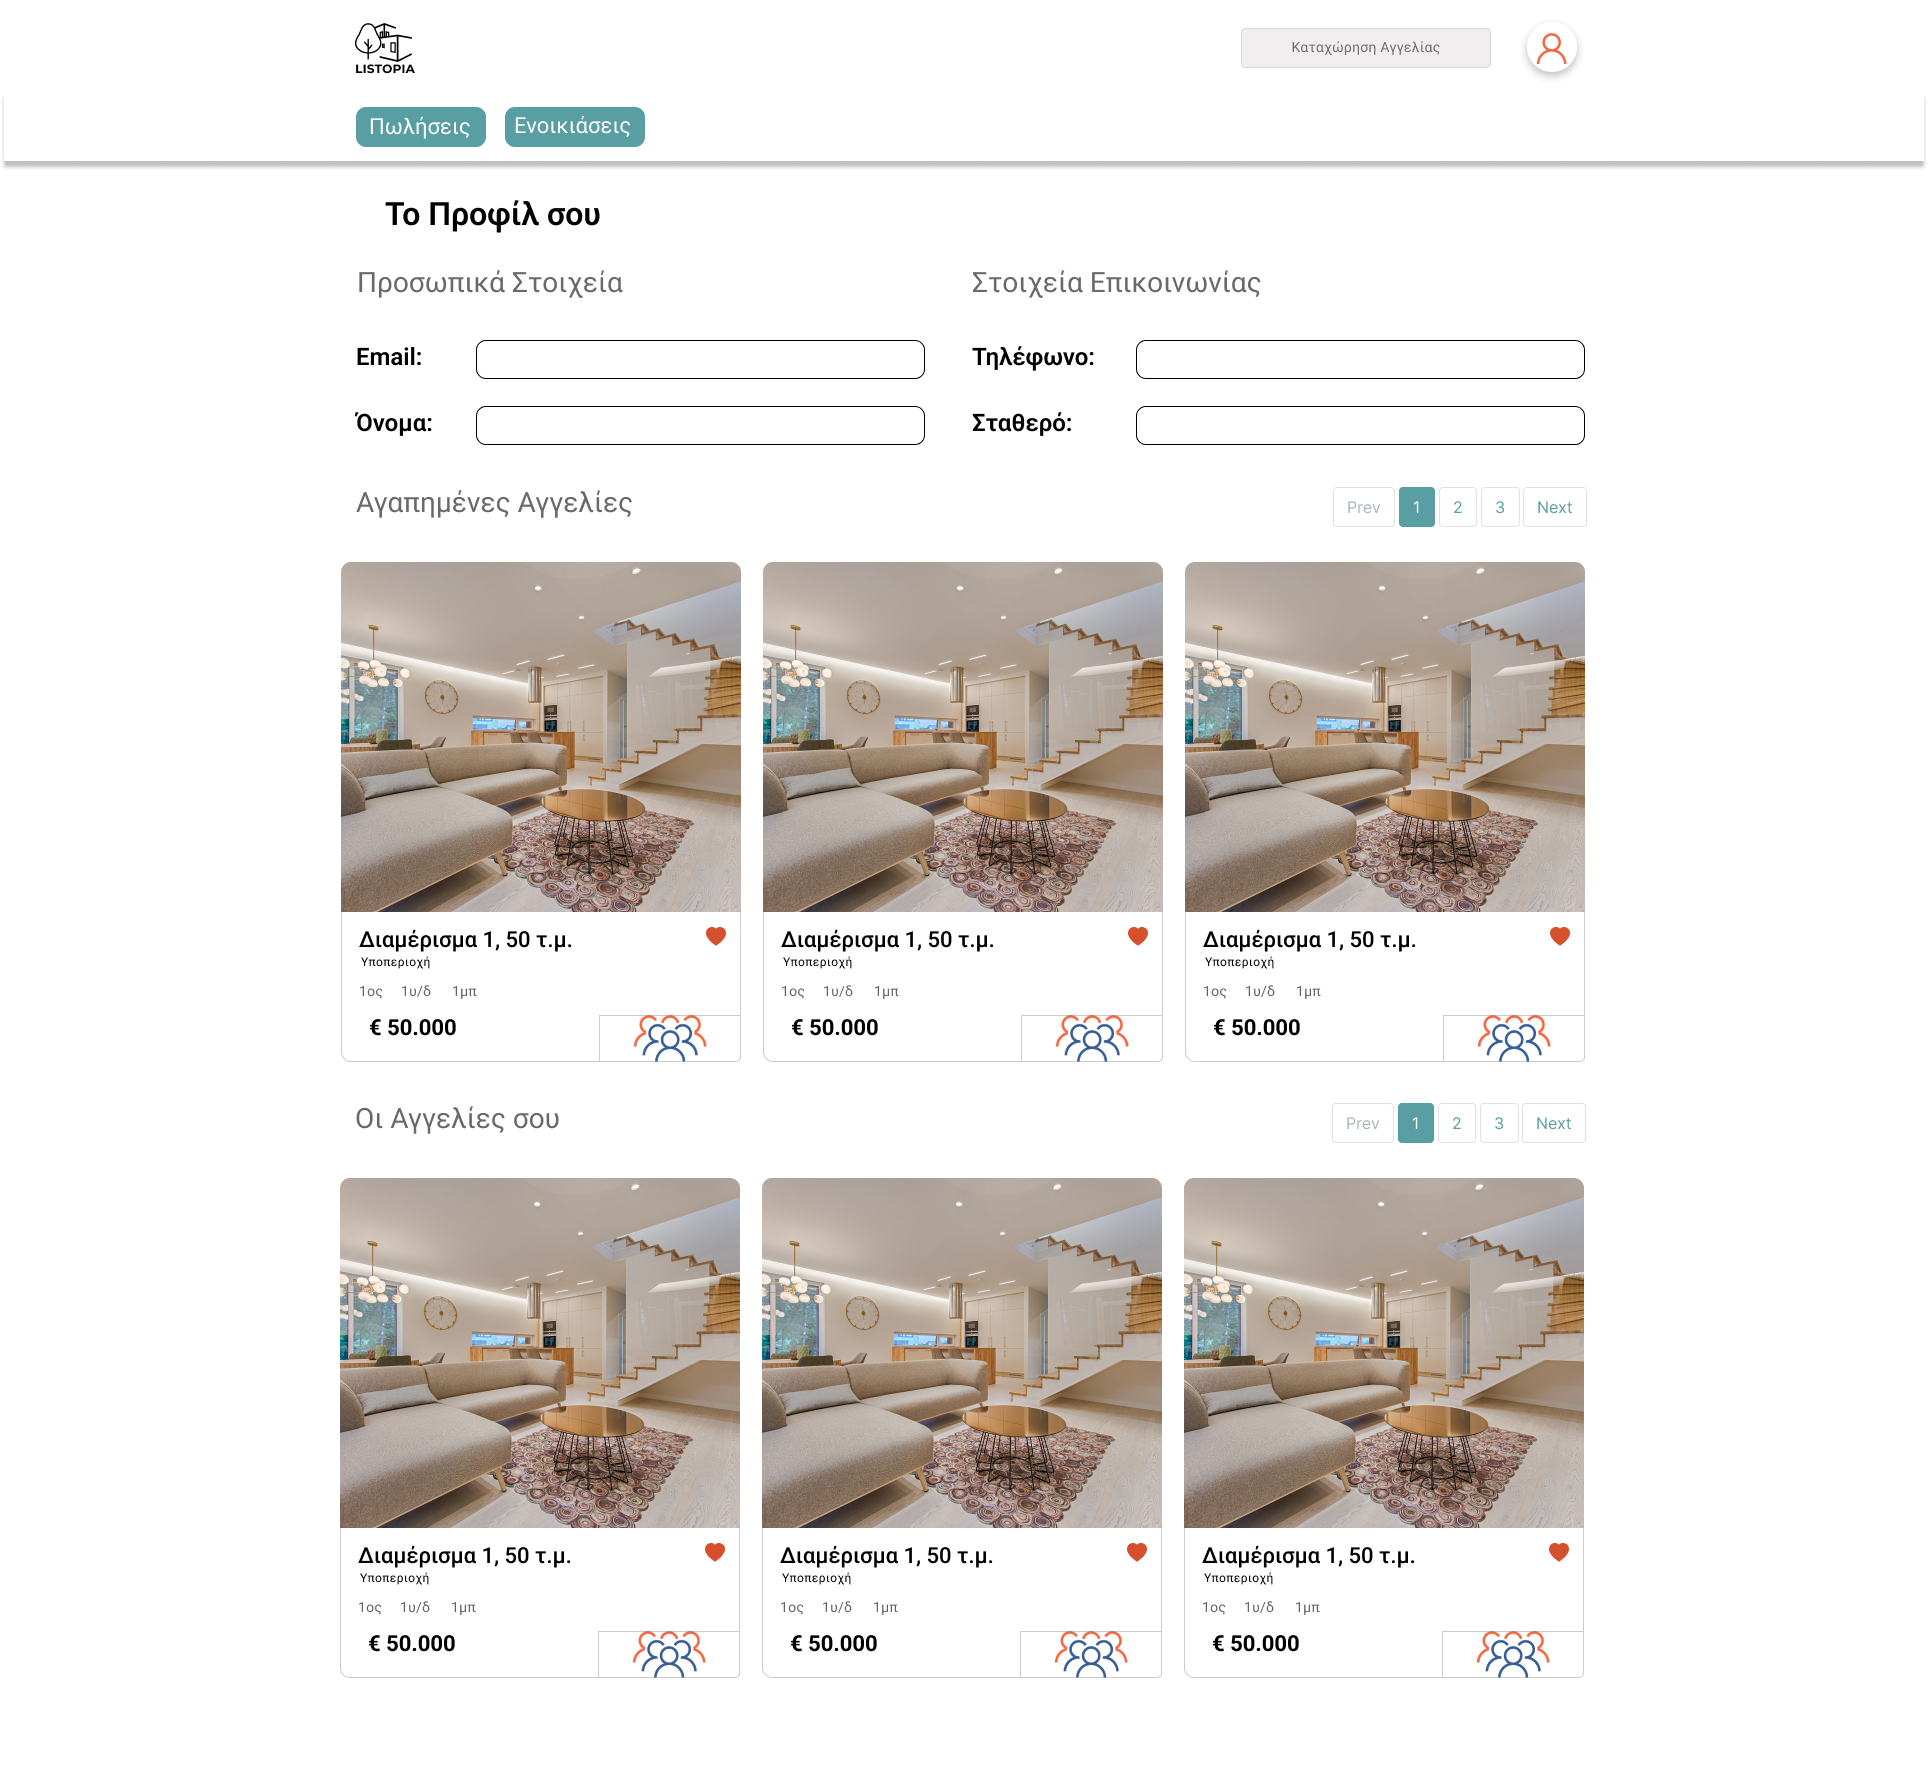 LISTOPIA
Καταχώρηση Αγγελίας
Πωλήσεις
Ενοικιάσεις
Το Προφίλ σου
Προσωπικά Στοιχεία
Στοιχεία Επικοινωνίας
Email:
Τηλέφωνο:
Όνομα:
Σταθερό:
Αγαπημένες Αγγελίες
Prev 1 2 3 Next
Διαμέρισμα 1, 50 τ.μ.
Υποπεριοχή
1ος 1υ/δ 1μπ
€ 50.000
Διαμέρισμα 1, 50 τ.μ.
Υποπεριοχή
1ος 1υ/δ 1μπ
€ 50.000
Διαμέρισμα 1, 50 τ.μ.
Υποπεριοχή
1ος 1υ/δ 1μπ
€ 50.000
Οι Αγγελίες σου
Prev 1 2 3 Next
Διαμέρισμα 1, 50 τ.μ.
Υποπεριοχή
1ος 1υ/δ 1μπ
€ 50.000
Διαμέρισμα 1, 50 τ.μ.
Υποπεριοχή
1ος 1υ/δ 1μπ
€ 50.000
Διαμέρισμα 1, 50 τ.μ.
Υποπεριοχή
1ος 1υ/δ 1μπ
€ 50.000